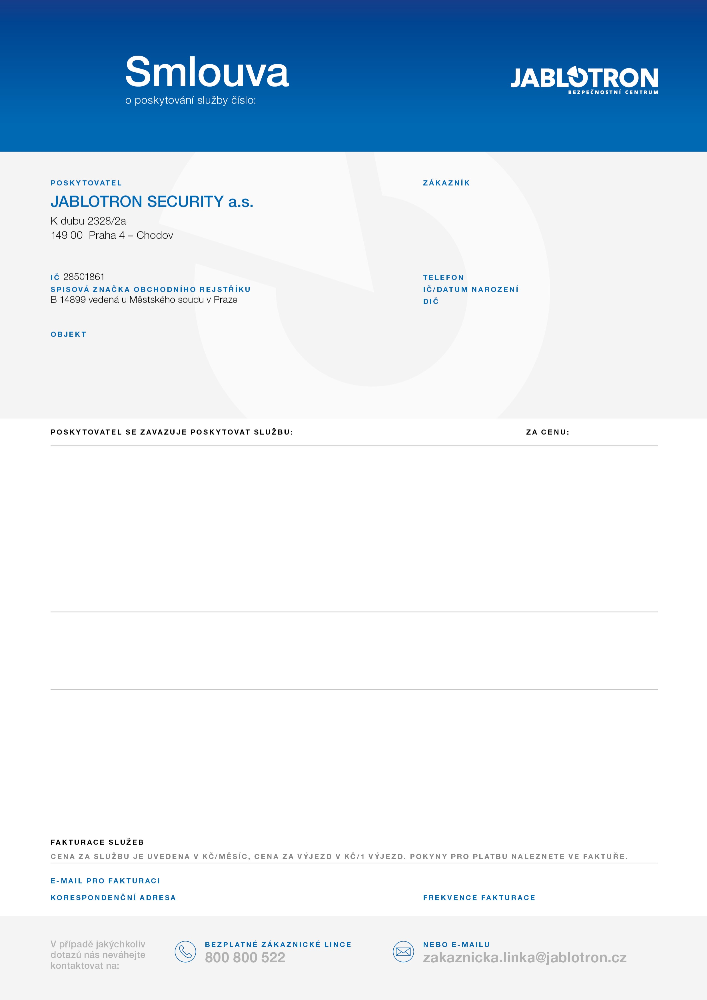 Smlouva
o poskytování služby číslo:
JABLOTRON
BEZPEČNOSTNÍ CENTRUM
POSKYTOVATEL
JABLOTRON SECURITY a.s.
K dubu 2328/2a
149 00 Praha 4 – Chodov
ZÁKAZNÍK
IČ 28501861
SPISOVÁ ZNAČKA OBCHODNÍHO REJSTŘÍKU
B 14899 vedená u Městského soudu v Praze
TELEFON
IČ/DATUM NAROZENÍ
DIČ
OBJEKT
POSKYTOVATEL SE ZAVAZUJE POSKYTOVAT SLUŽBU: ZA CENU:
FAKTURACE SLUŽEB
CENA ZA SLUŽBU JE UVEDENA V KČ/MĚSÍC, CENA ZA VÝJEZD V KČ/1 VÝJEZD. POKYNY PRO PLATBU NALEZNETE VE FAKTUŘE.
E-MAIL PRO FAKTURACI
KORESPONDENČNÍ ADRESA FREKVENCE FAKTURACE
V případě jakýchkoliv
dotazů nás neváhejte
kontaktovat na:
BEZPLATNÉ ZÁKAZNICKÉ LINCE
800 800 522
NEBO E-MAILU
zakaznicka.linka@jablotron.cz